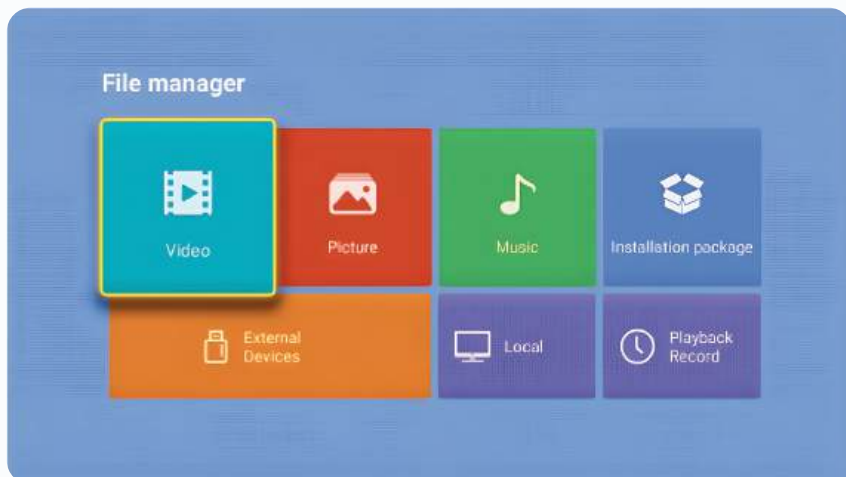 File manager
Video
Picture
Music
Installation package
External
Devices
Local
Playback
Record